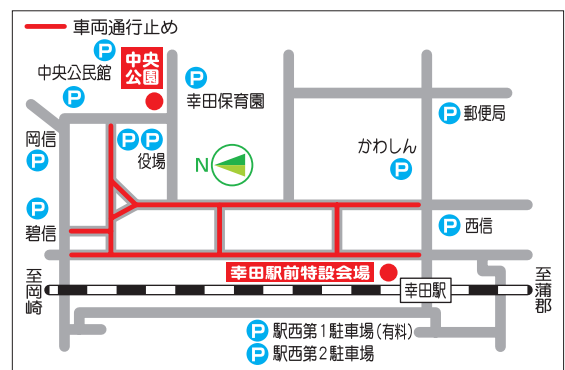 車両通行止め
P
中央公園
中央公民館
P
P
幸田保育園
P
郵便局
岡信
P
P P
役場
かわしん
P
N
P
碧信
P 西信
幸田駅前特設会場
至岡崎
幸田駅
至蒲郡
P 駅西第1駐車場(有料)
P 駅西第2駐車場